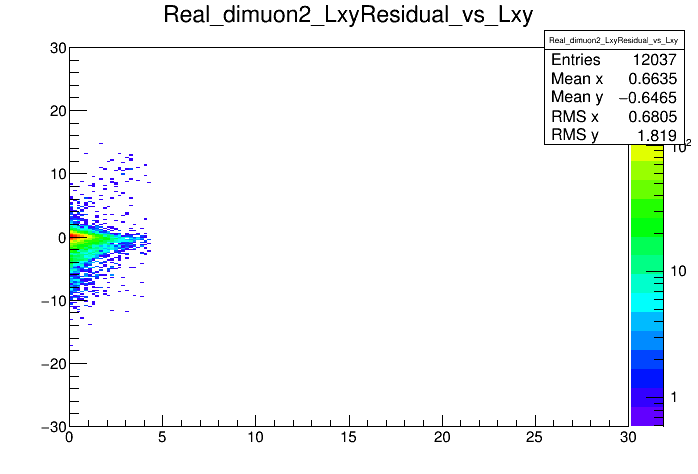 Real_dimuon2_LxyResidual_vs_Lxy
Real_dimuon2_LxyResidual_vs_Lxy
Entries 12037
Mean x 0.6635
Mean y −0.6465
RMS x 0.6805
RMS y 1.819
30
20
10
0
−10
−20
−30
0 5 10 15 20 25 30
10²
10
1